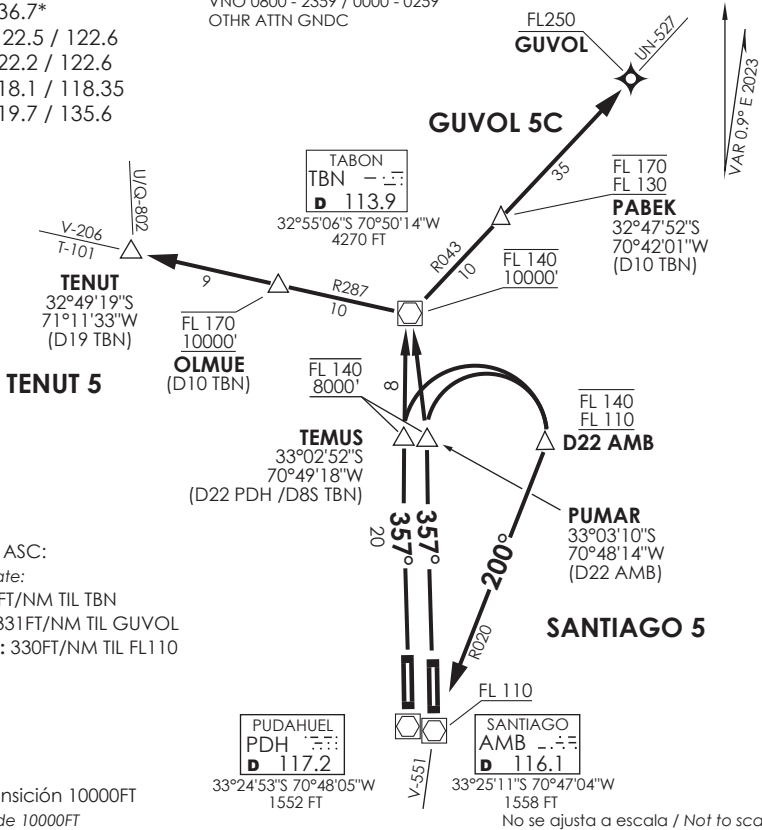 36.7*
22.5 / 122.6
22.2 / 122.6
18.1 / 118.35
19.7 / 135.6
VNO 0800 - 2359 / 0000 - 0259
OTHR ATTN GNDC
FL250
GUVOL
UN-527
VAR 0.9° E 2023
GUVOL 5C
35
TABON
TBN
D 113.9
32°55'06"S 70°50'14"W
4270 FT
FL 170
FL 130
PABEK
32°47'52"S
70°42'01"W
(D10 TBN)
U/Q-802
V-206
T-101
TENUT
32°49'19"S
71°11'33"W
(D19 TBN)
9
R287
10
R043
10
FL 140
10000'
FL 170
10000'
OLMUE
(D10 TBN)
TENUT 5
8
FL 140
8000'
TEMUS
33°02'52"S
70°49'18"W
(D22 PDH /D8S TBN)
FL 140
FL 110
D22 AMB
PUMAR
33°03'10"S
70°48'14"W
(D22 AMB)
357°
20
357°
200°
R020
SANTIAGO 5
ASC:
ate:
FT/NM TIL TBN
331FT/NM TIL GUVOL
: 330FT/NM TIL FL110
FL 110
PUDAHUEL
PDH
D 117.2
33°24'53"S 70°48'05"W
1552 FT
V-551
SANTIAGO
AMB
D 116.1
33°25'11"S 70°47'04"W
1558 FT
nsición 10000FT
de 10000FT
No se ajusta a escala / Not to sca